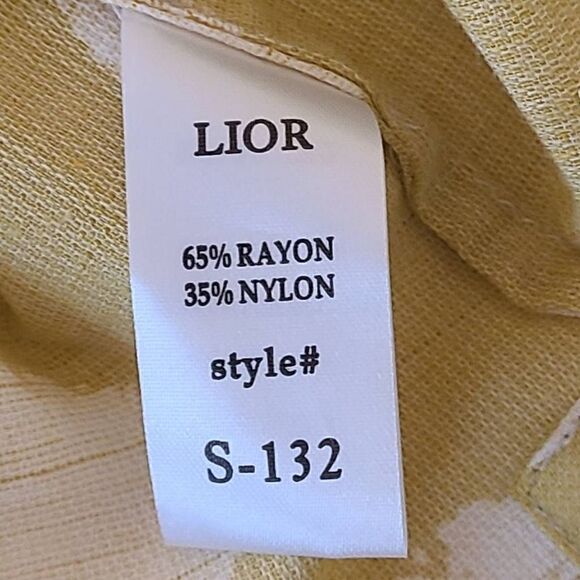 LIOR
65% RAYON
35% NYLON
style#
S-132